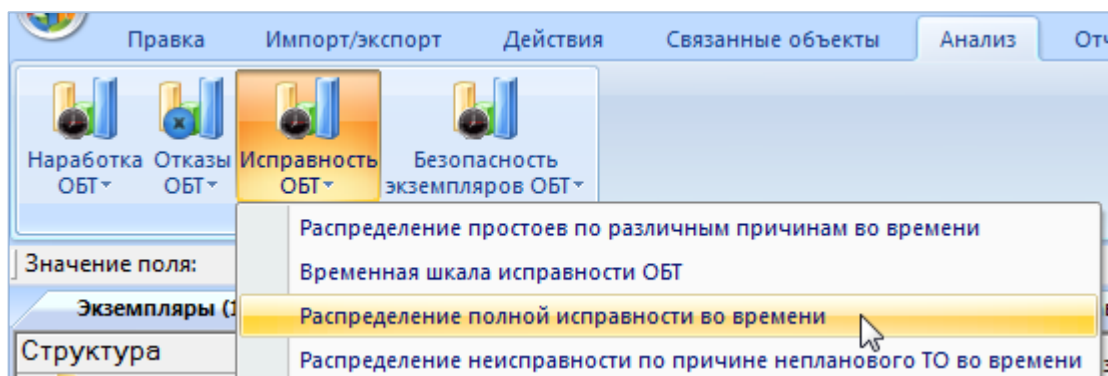 Правка Импорт/экспорт Действия Связанные объекты Анализ
Наработка Отказы Исправность Безопасность
ОБТ ОБТ ОБТ экземпляров ОБТ
Распределение простоев по различным причинам во времени
Значение поля:
Временная шкала исправности ОБТ
Экземпляры (1
Распределение полной исправности во времени
Структура
Распределение неисправности по причине непланового ТО во времени